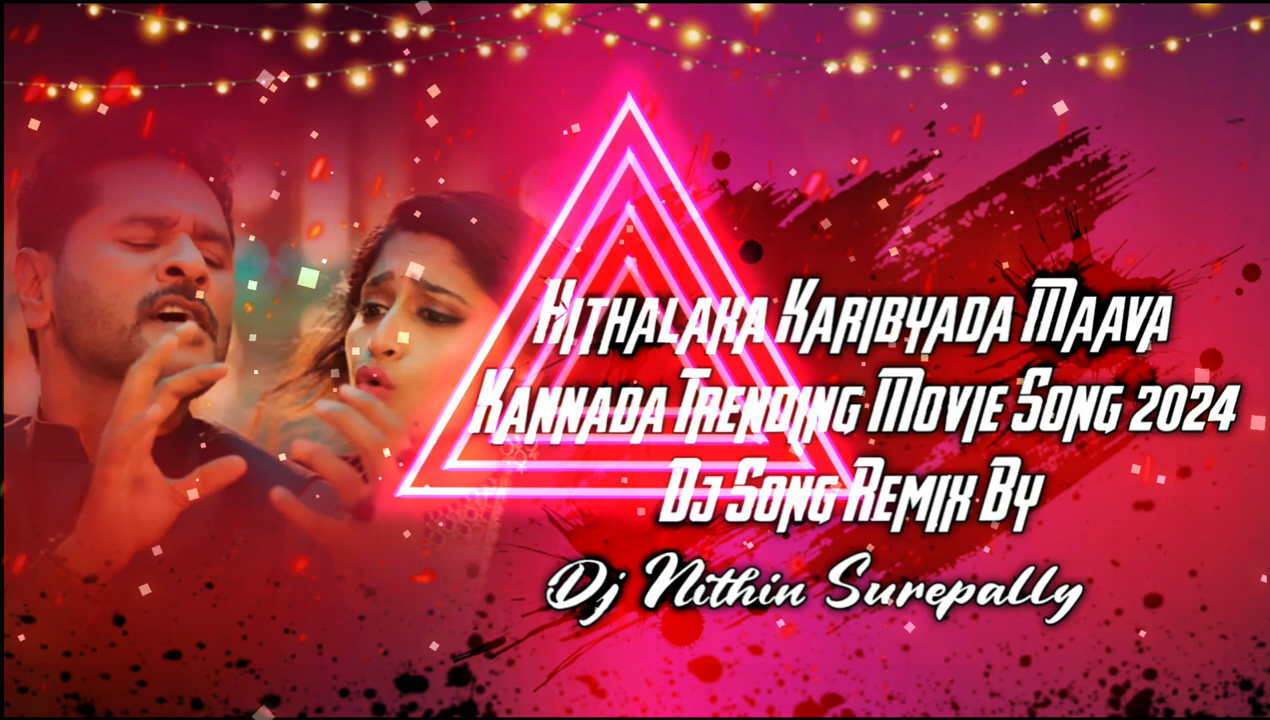 Hithalaka Karibyada Maava
Kannada Trending Movie Song 2024
Dj Song Remix By
Dj Nithin Surepally